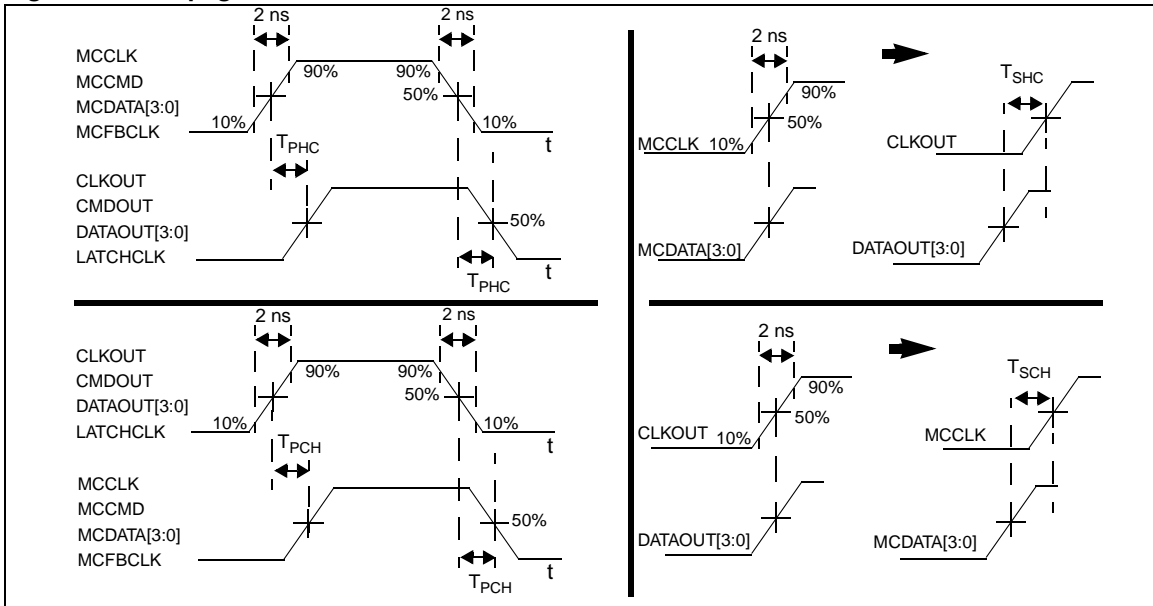 2 ns 2 ns
MCCLK
MCCMD
MCDATA[3:0]
MCFBCLK
10% 90% 90% 50% 10%
t
TPHC
CLKOUT
CMDOUT
DATAOUT[3:0]
LATCHCLK
50%
t
TPHC
2 ns
MCCLK 10% 50% 90%
MCDATA[3:0]
TSHC
CLKOUT
DATAOUT[3:0]
2 ns 2 ns
CLKOUT
CMDOUT
DATAOUT[3:0]
LATCHCLK
10% 90% 90% 50% 10%
t
TPCH
MCCLK
MCCMD
MCDATA[3:0]
MCFBCLK
50%
t
TPCH
2 ns
CLKOUT 10% 50% 90%
DATAOUT[3:0]
TSCH
MCCLK
MCDATA[3:0]